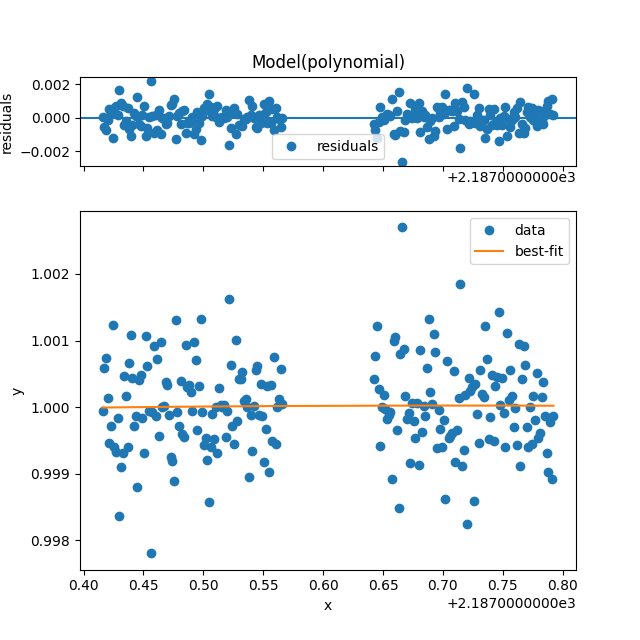 Model(polynomial)
0.002
0.000
−0.002
residuals
residuals
+2.1870000000e3
data
best-fit
1.002
1.001
1.000
0.999
0.998
y
0.40 0.45 0.50 0.55 0.60 0.65 0.70 0.75 0.80
x
+2.1870000000e3